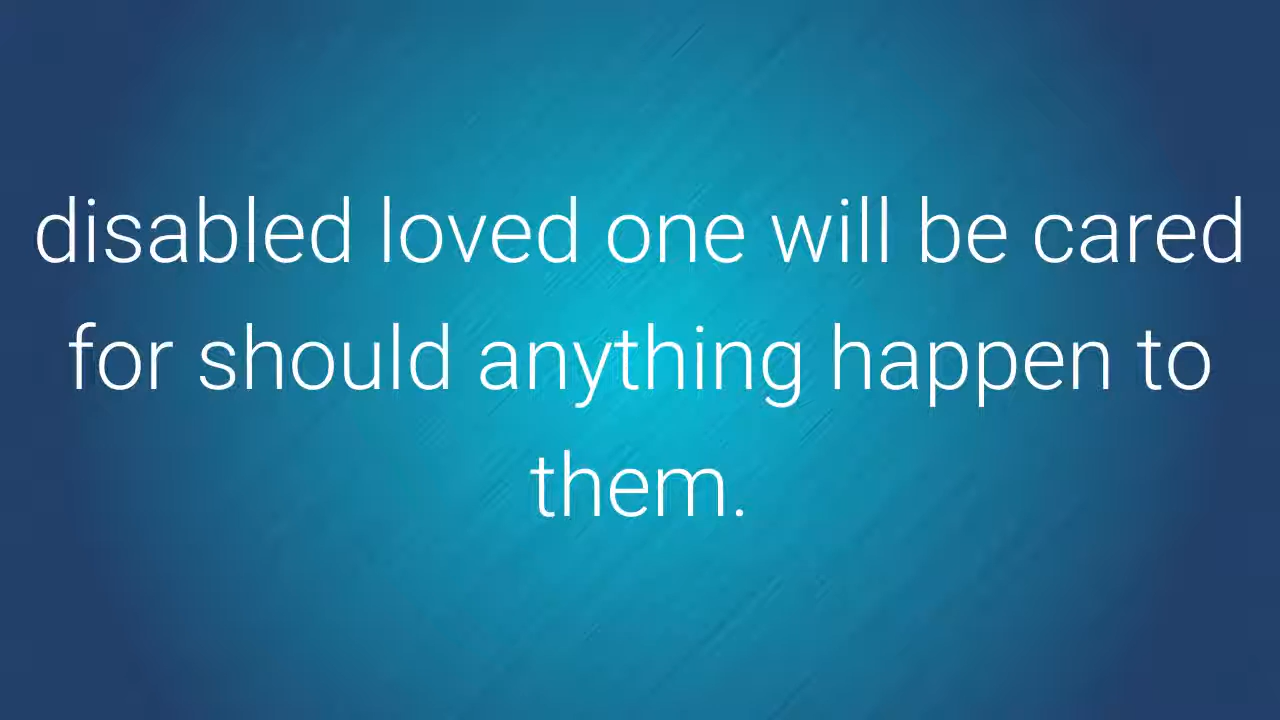 disabled loved one will be cared
for should anything happen to
them.